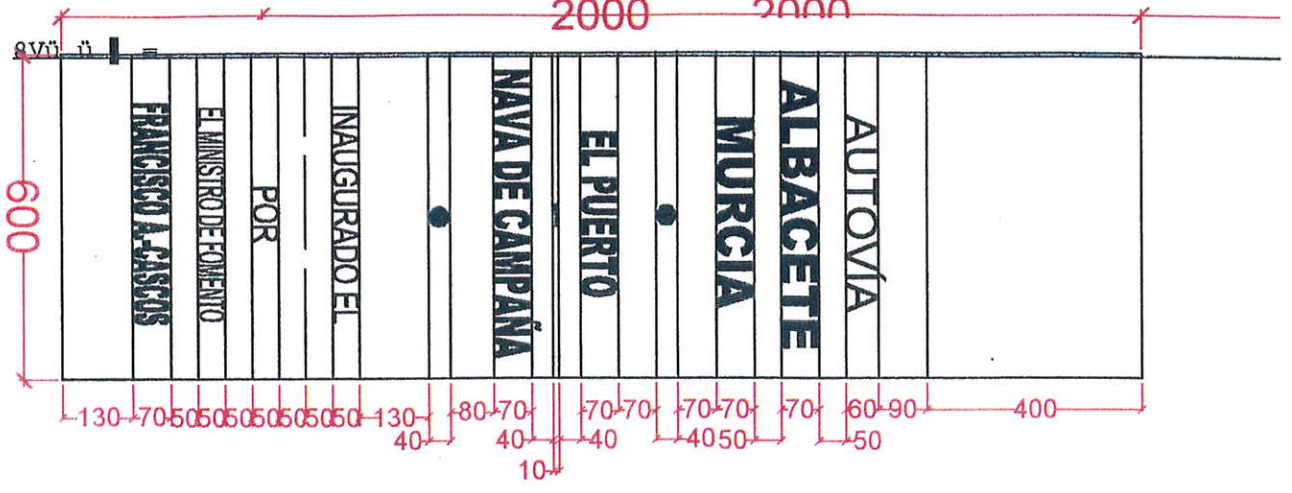 2000 2000
600
AUTOVÍA
ALBACETE
MURCIA
EL PUERTO
NAVA DE CAMPAÑA
INAUGURADO EL
POR
EL MINISTRO DE FOMENTO
FRANCISCO A.-CASCOS
130 70 50 50 50 50 50 50 50 130 80 70 70 70 70 70 70 60 90 400
40 40 40 40 50 50
10